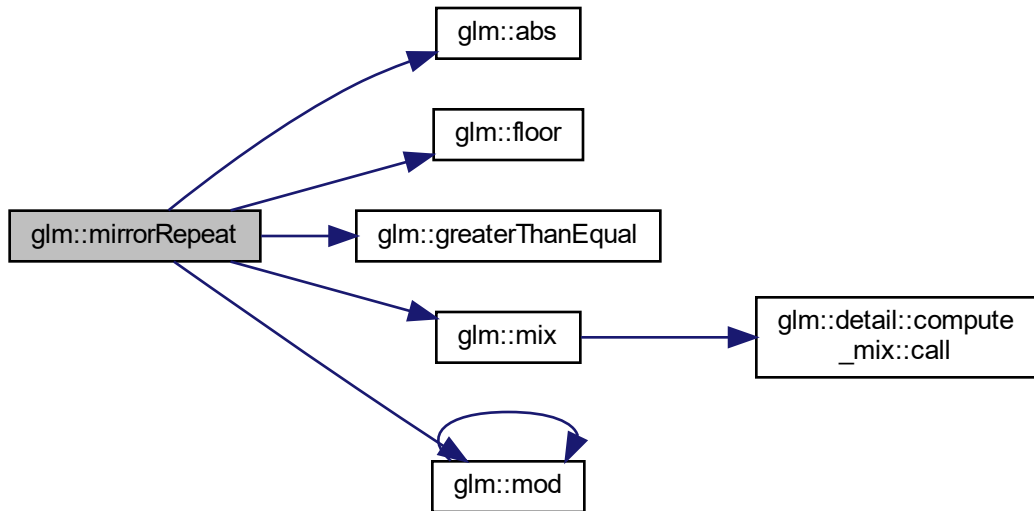 glm::abs
glm::floor
glm::mirrorRepeat
glm::greaterThanEqual
glm::mix
glm::detail::compute
_mix::call
glm::mod